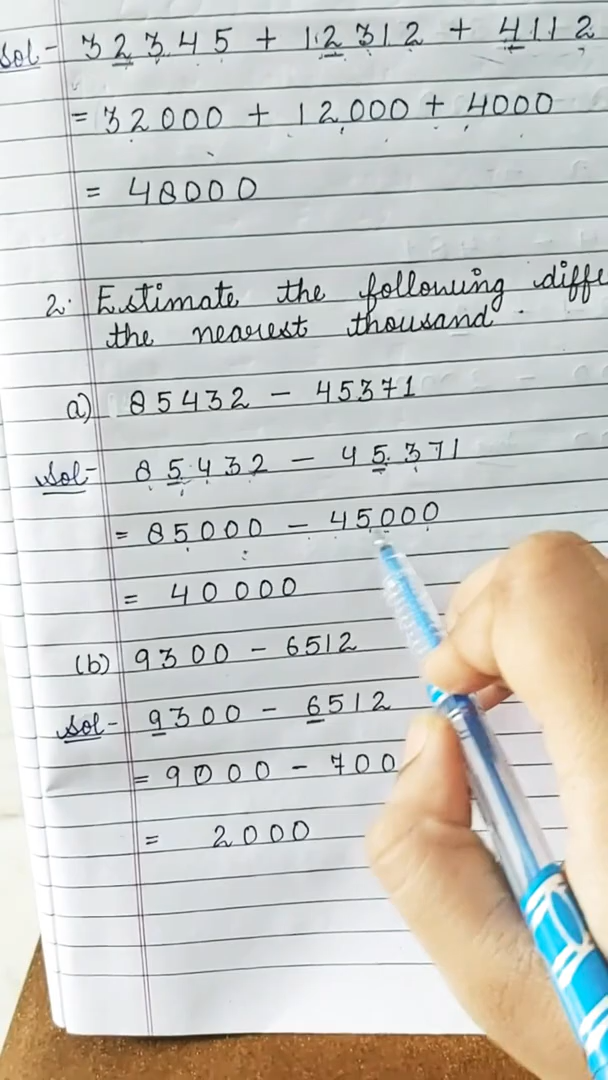 Sol- 32345 + 12312 + 4112
= 32000 + 12000 + 4000
= 48000
2. Estimate the following diffe
the nearest thousand.
a) 85432 - 45371
Sol- 85432 - 45371
= 85000 - 45000
= 40000
(b) 9300 - 6512
Sol- 9300 - 6512
= 9000 - 700
= 2000